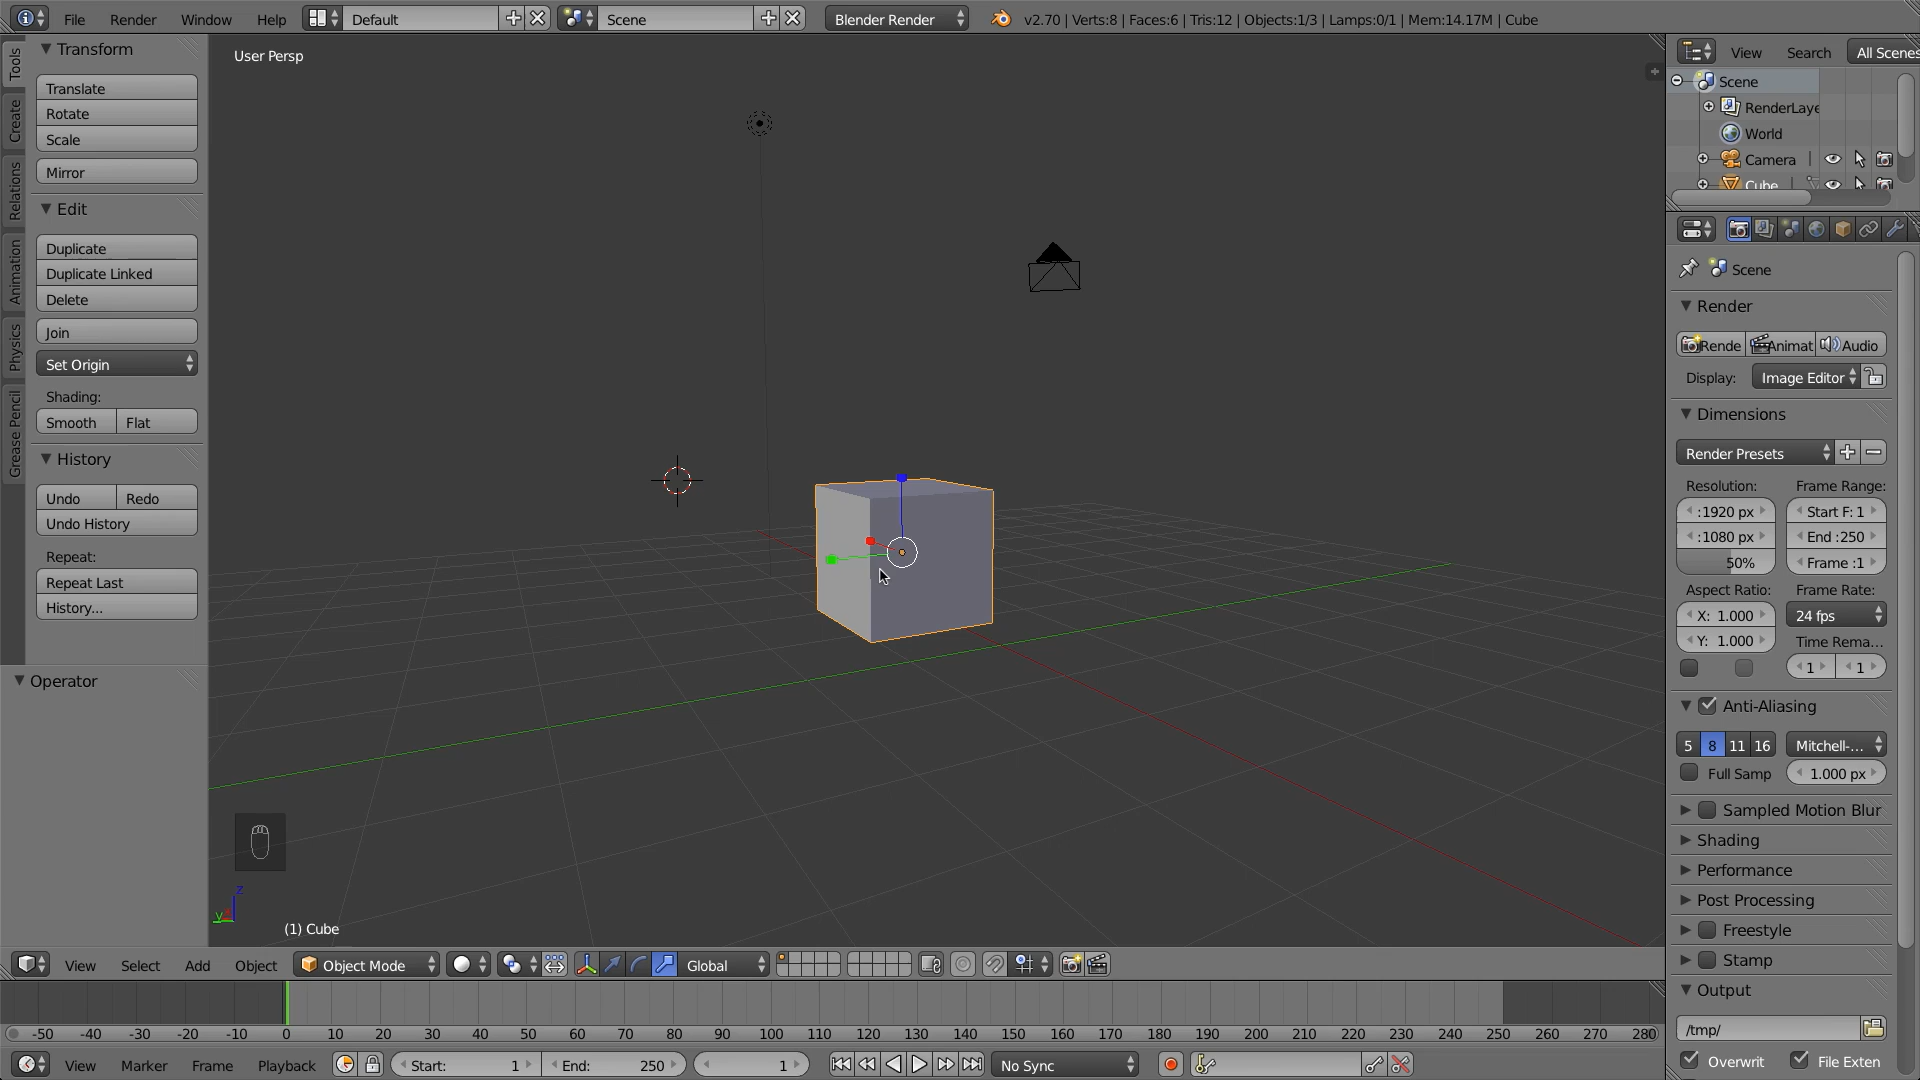 File Render Window Help Default Scene Blender Render v2.70 | Verts:8 | Faces:6 | Tris:12 | Objects:1/3 | Lamps:0/1 | Mem:14.17M | Cube
Tools
Create
Relations
Animation
Physics
Grease Pencil
Transform
Translate
Rotate
Scale
Mirror
Edit
Duplicate
Duplicate Linked
Delete
Join
Set Origin
Shading:
Smooth Flat
History
Undo Redo
Undo History
Repeat:
Repeat Last
History...
Operator
User Persp
z
y
(1) Cube
View Search All Scenes
Scene
RenderLaye
World
Camera
Cube
Scene
Render
Rende Animat Audio
Display: Image Editor
Dimensions
Render Presets
Resolution: Frame Range:
:1920 px Start F: 1
:1080 px End :250
50% Frame :1
Aspect Ratio: Frame Rate:
X: 1.000 24 fps
Y: 1.000 Time Rema...
1 1
Anti-Aliasing
5 8 11 16 Mitchell-...
Full Samp 1.000 px
Sampled Motion Blur
Shading
Performance
Post Processing
Freestyle
Stamp
Output
/tmp/
Overwrit File Exten
View Select Add Object Object Mode Global
-50 -40 -30 -20 -10 0 10 20 30 40 50 60 70 80 90 100 110 120 130 140 150 160 170 180 190 200 210 220 230 240 250 260 270 280
View Marker Frame Playback Start: 1 End: 250 1 No Sync